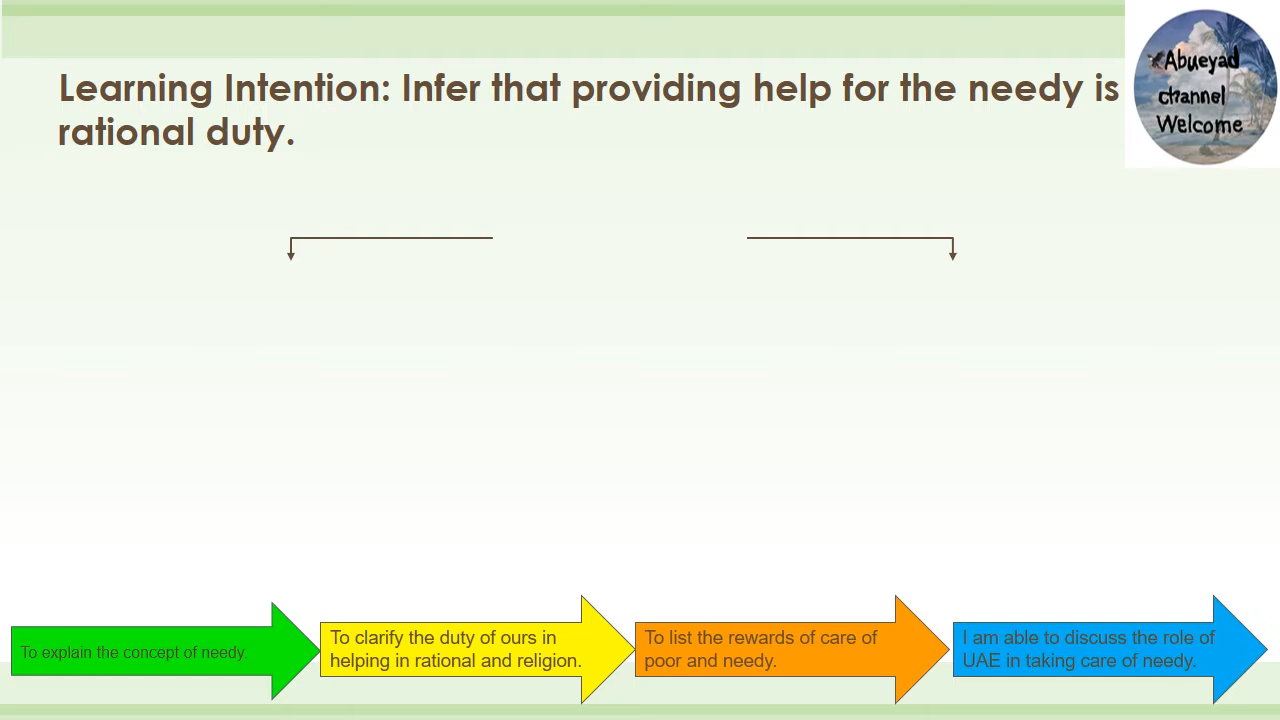 Learning Intention: Infer that providing help for the needy is
rational duty.
Abueyad
channel
Welcome
To explain the concept of needy.
To clarify the duty of ours in
helping in rational and religion.
To list the rewards of care of
poor and needy.
I am able to discuss the role of
UAE in taking care of needy.